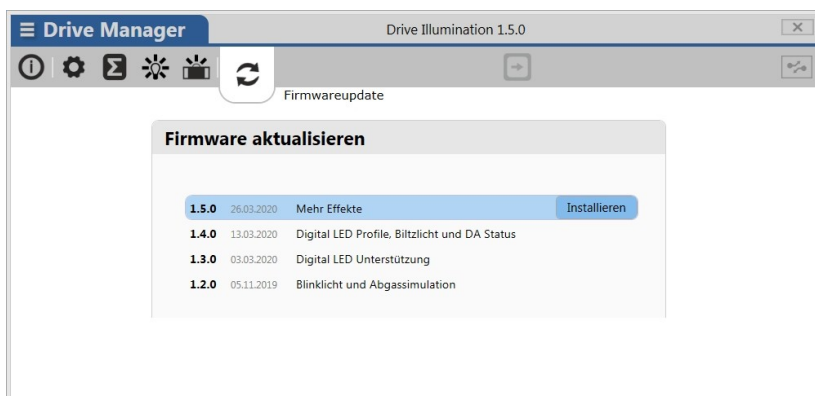 Drive Manager
Drive Illumination 1.5.0
Firmwareupdate
Firmware aktualisieren
1.5.0 26.03.2020 Mehr Effekte Installieren
1.4.0 13.03.2020 Digital LED Profile, Biltzlicht und DA Status
1.3.0 03.03.2020 Digital LED Unterstützung
1.2.0 05.11.2019 Blinklicht und Abgassimulation